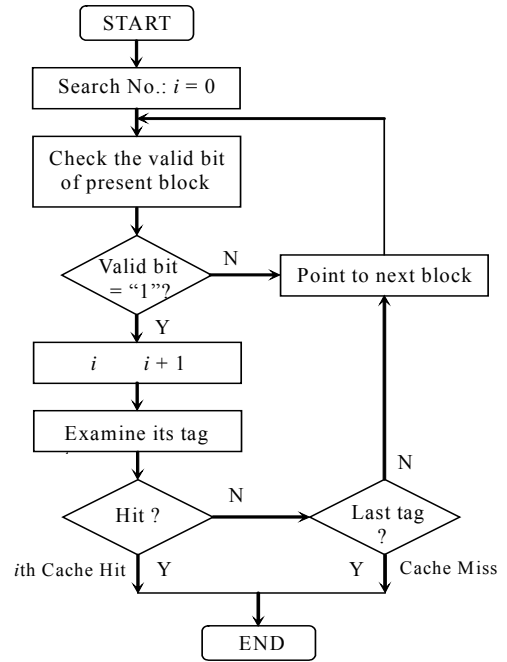 START
Search No.: i = 0
Check the valid bit
of present block
Valid bit
= “1”?
N
Point to next block
Y
i i + 1
Examine its tag
Hit ?
N
Last tag
?
N
ith Cache Hit
Y
Y
Cache Miss
END